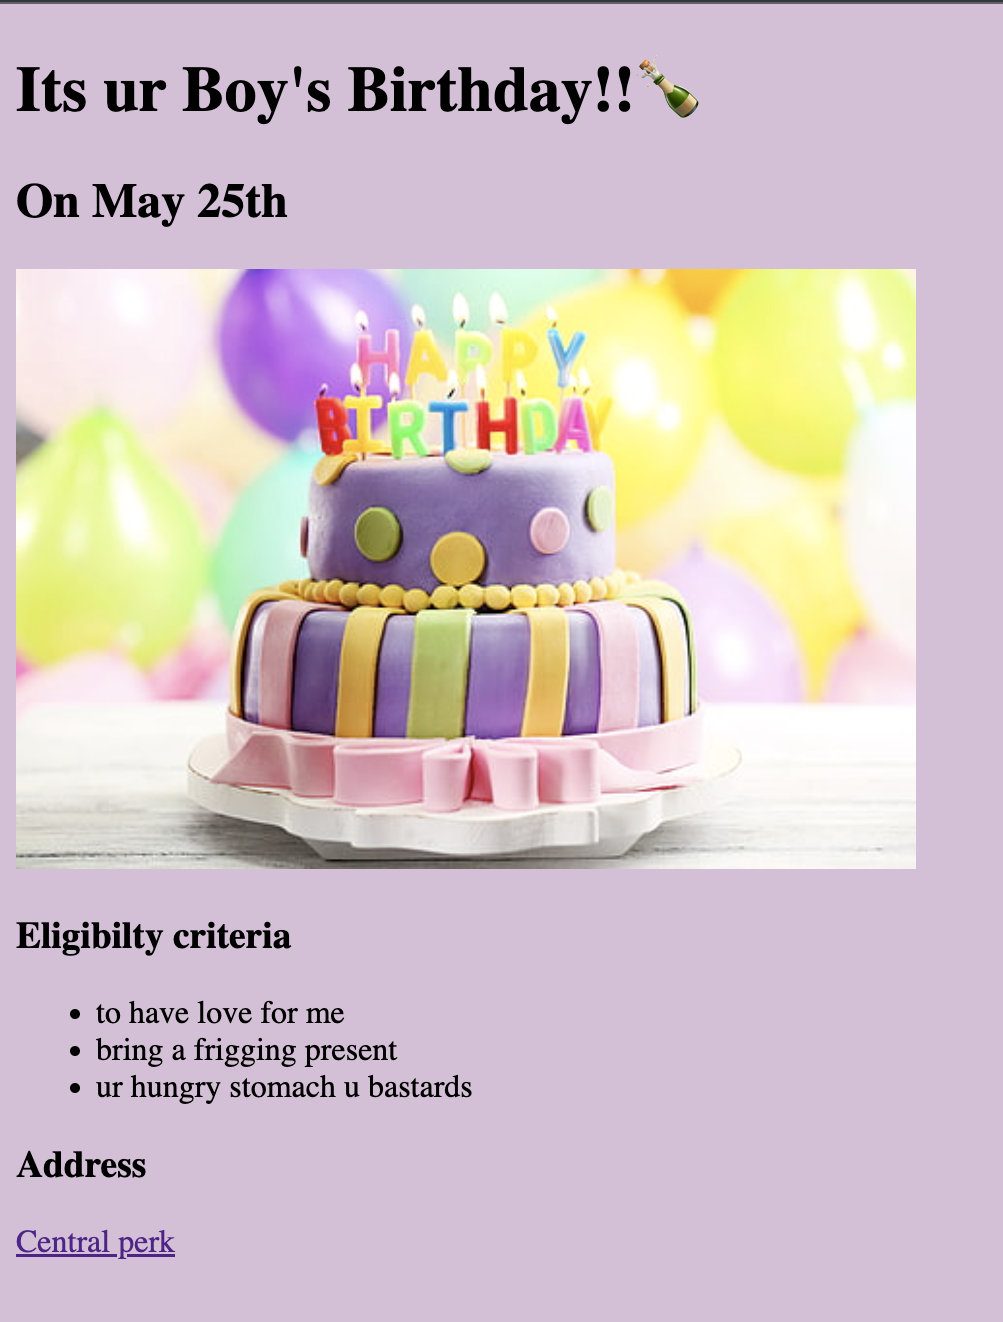 Its ur Boy's Birthday!!🍾
On May 25th
HAPPY
BIRTHDAY
Eligibilty criteria
• to have love for me
• bring a frigging present
• ur hungry stomach u bastards
Address
Central perk